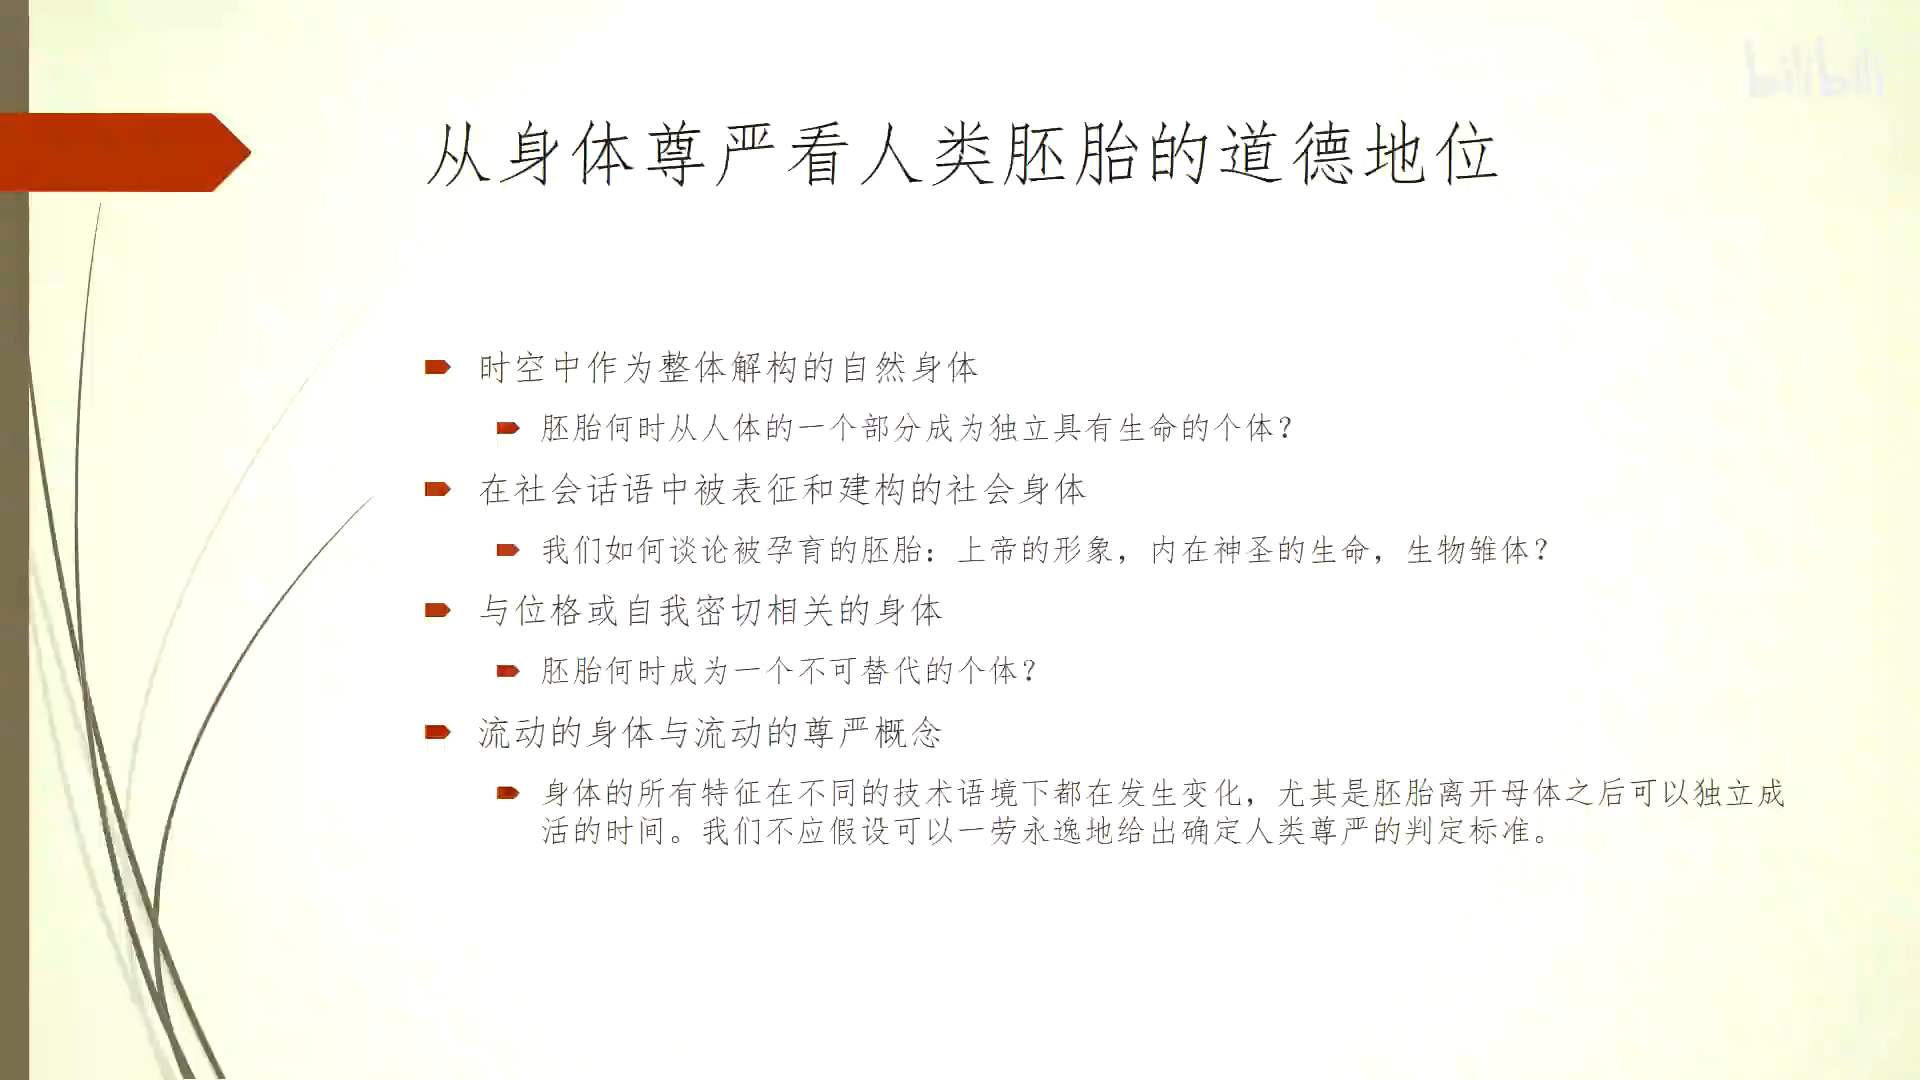 bilibili
从身体尊严看人类胚胎的道德地位
时空中作为整体解构的自然身体
胚胎何时从人体的一个部分成为独立具有生命的个体？
在社会话语中被表征和建构的社会身体
我们如何谈论被孕育的胚胎：上帝的形象，内在神圣的生命，生物雏体？
与位格或自我密切相关的身体
胚胎何时成为一个不可替代的个体？
流动的身体与流动的尊严概念
身体的所有特征在不同的技术语境下都在发生变化，尤其是胚胎离开母体之后可以独立成
活的时间。我们不应假设可以一劳永逸地给出确定人类尊严的判定标准。